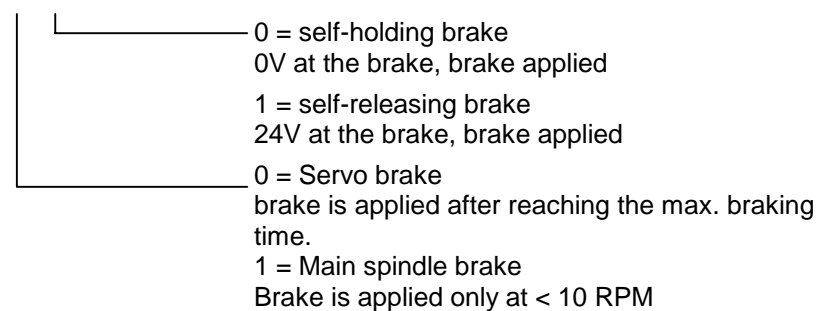 0 = self-holding brake
0V at the brake, brake applied
1 = self-releasing brake
24V at the brake, brake applied
0 = Servo brake
brake is applied after reaching the max. braking
time.
1 = Main spindle brake
Brake is applied only at < 10 RPM